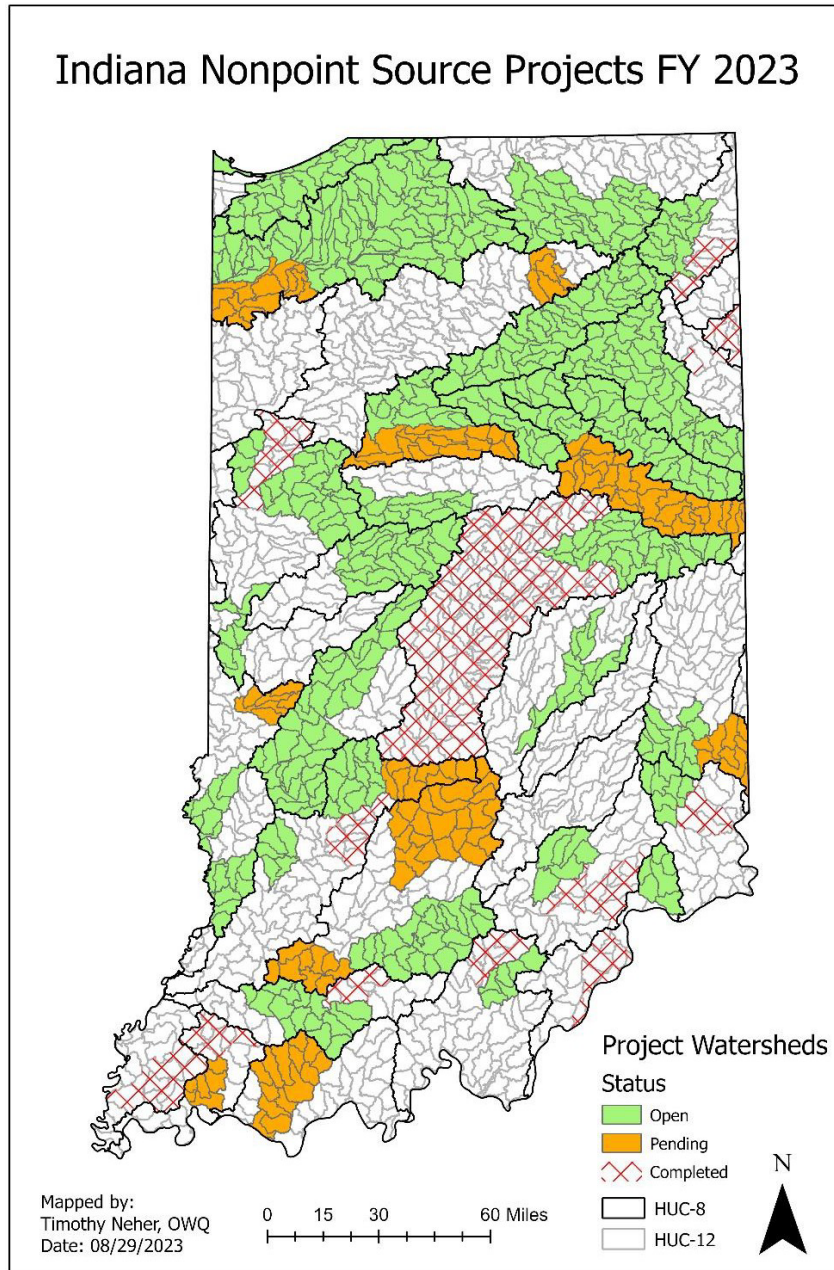 Indiana Nonpoint Source Projects FY 2023
Project Watersheds
Status
Open
Pending
Completed
HUC-8
HUC-12
N
Mapped by:
Timothy Neher, OWQ
Date: 08/29/2023
0 15 30 60 Miles